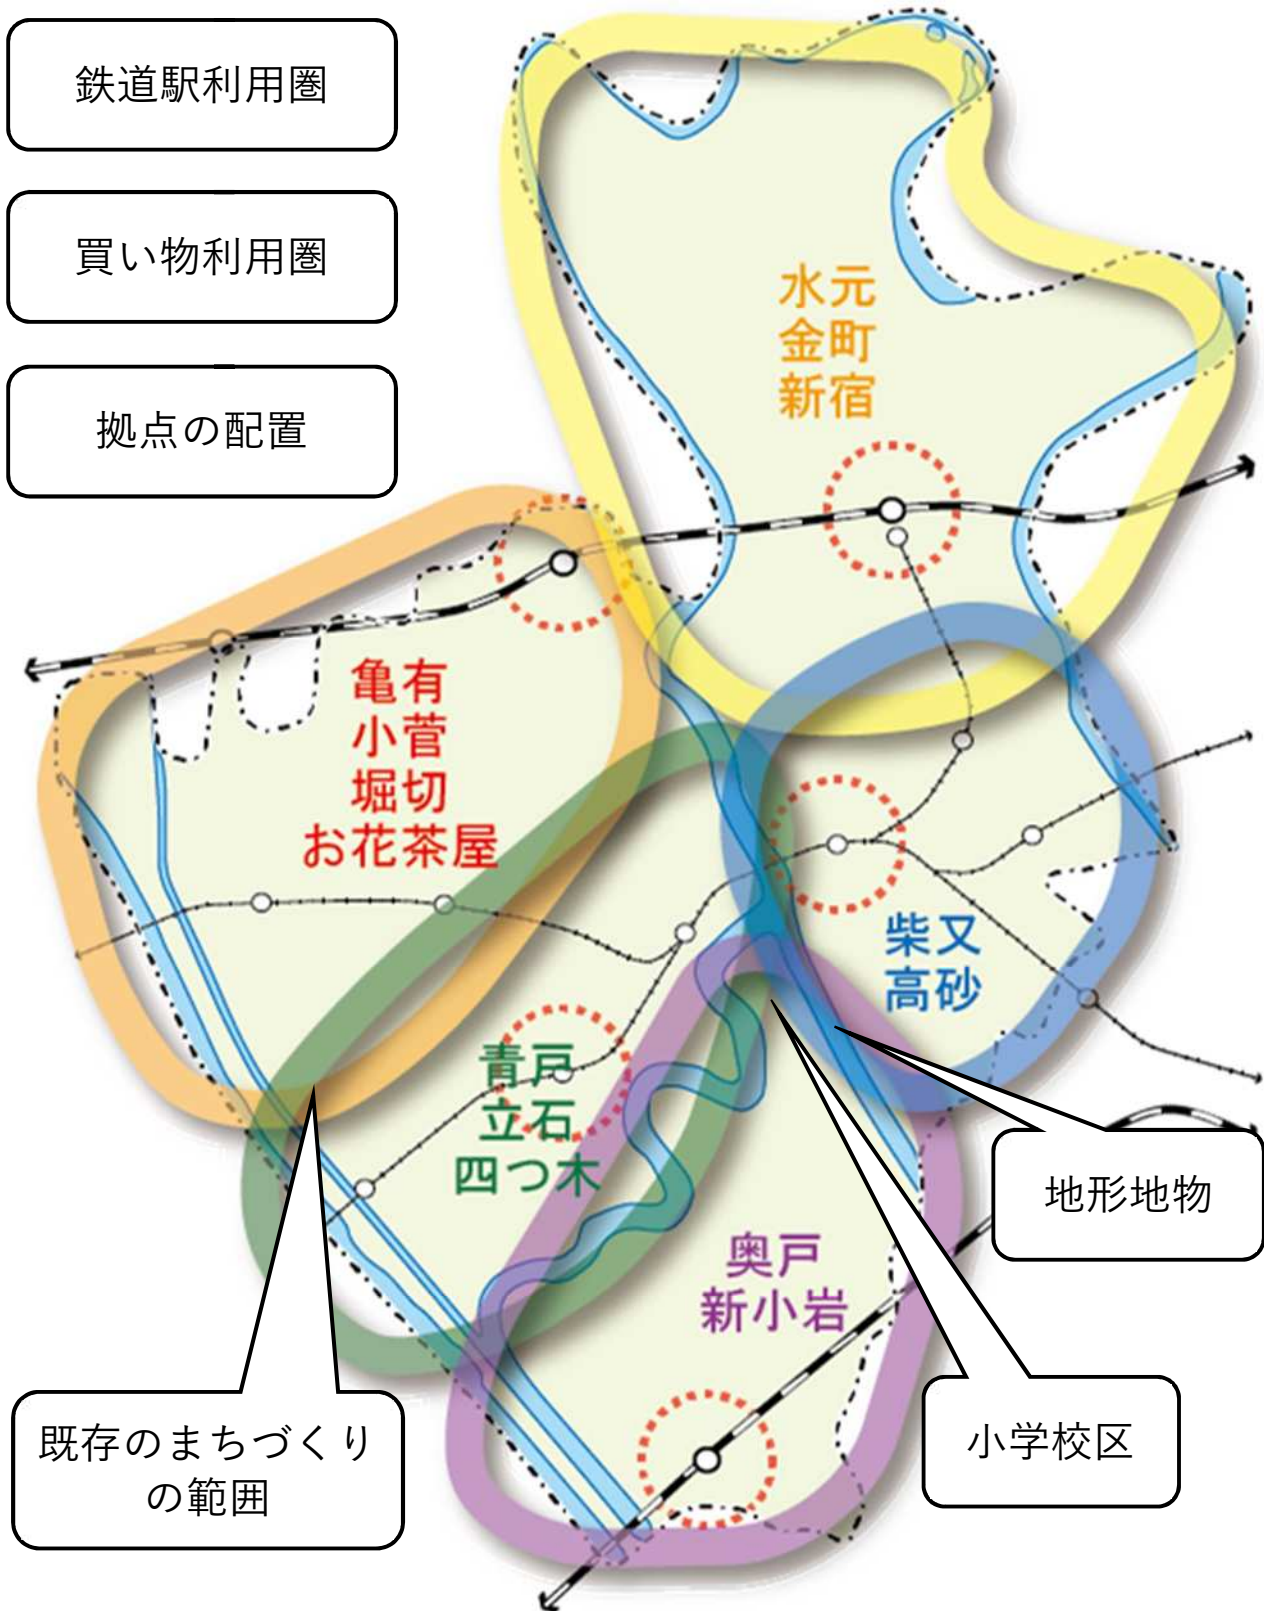 鉄道駅利用圏
買い物利用圏
拠点の配置
水元
金町
新宿
亀有
小菅
堀切
お花茶屋
柴又
高砂
青戸
立石
四つ木
地形地物
奥戸
新小岩
既存のまちづくり
の範囲
小学校区